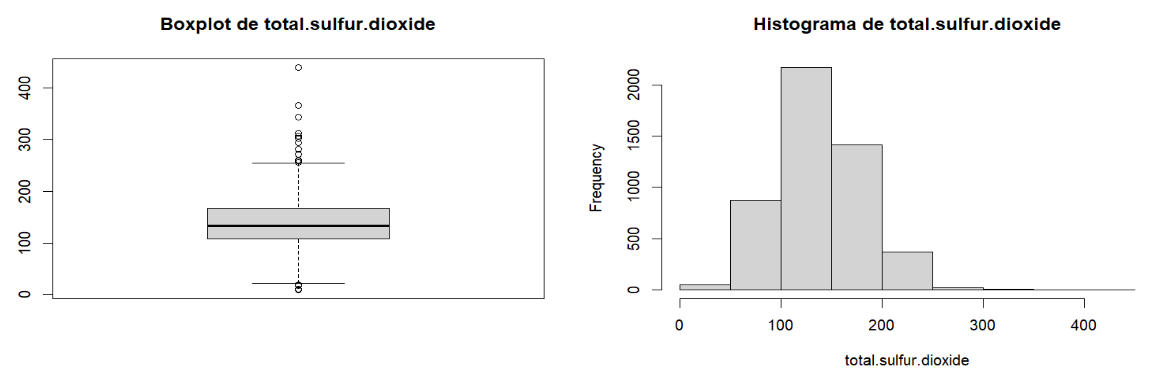 Boxplot de total.sulfur.dioxide
400
300
200
100
0
Histograma de total.sulfur.dioxide
Frequency
2000
1500
1000
500
0
0 100 200 300 400
total.sulfur.dioxide